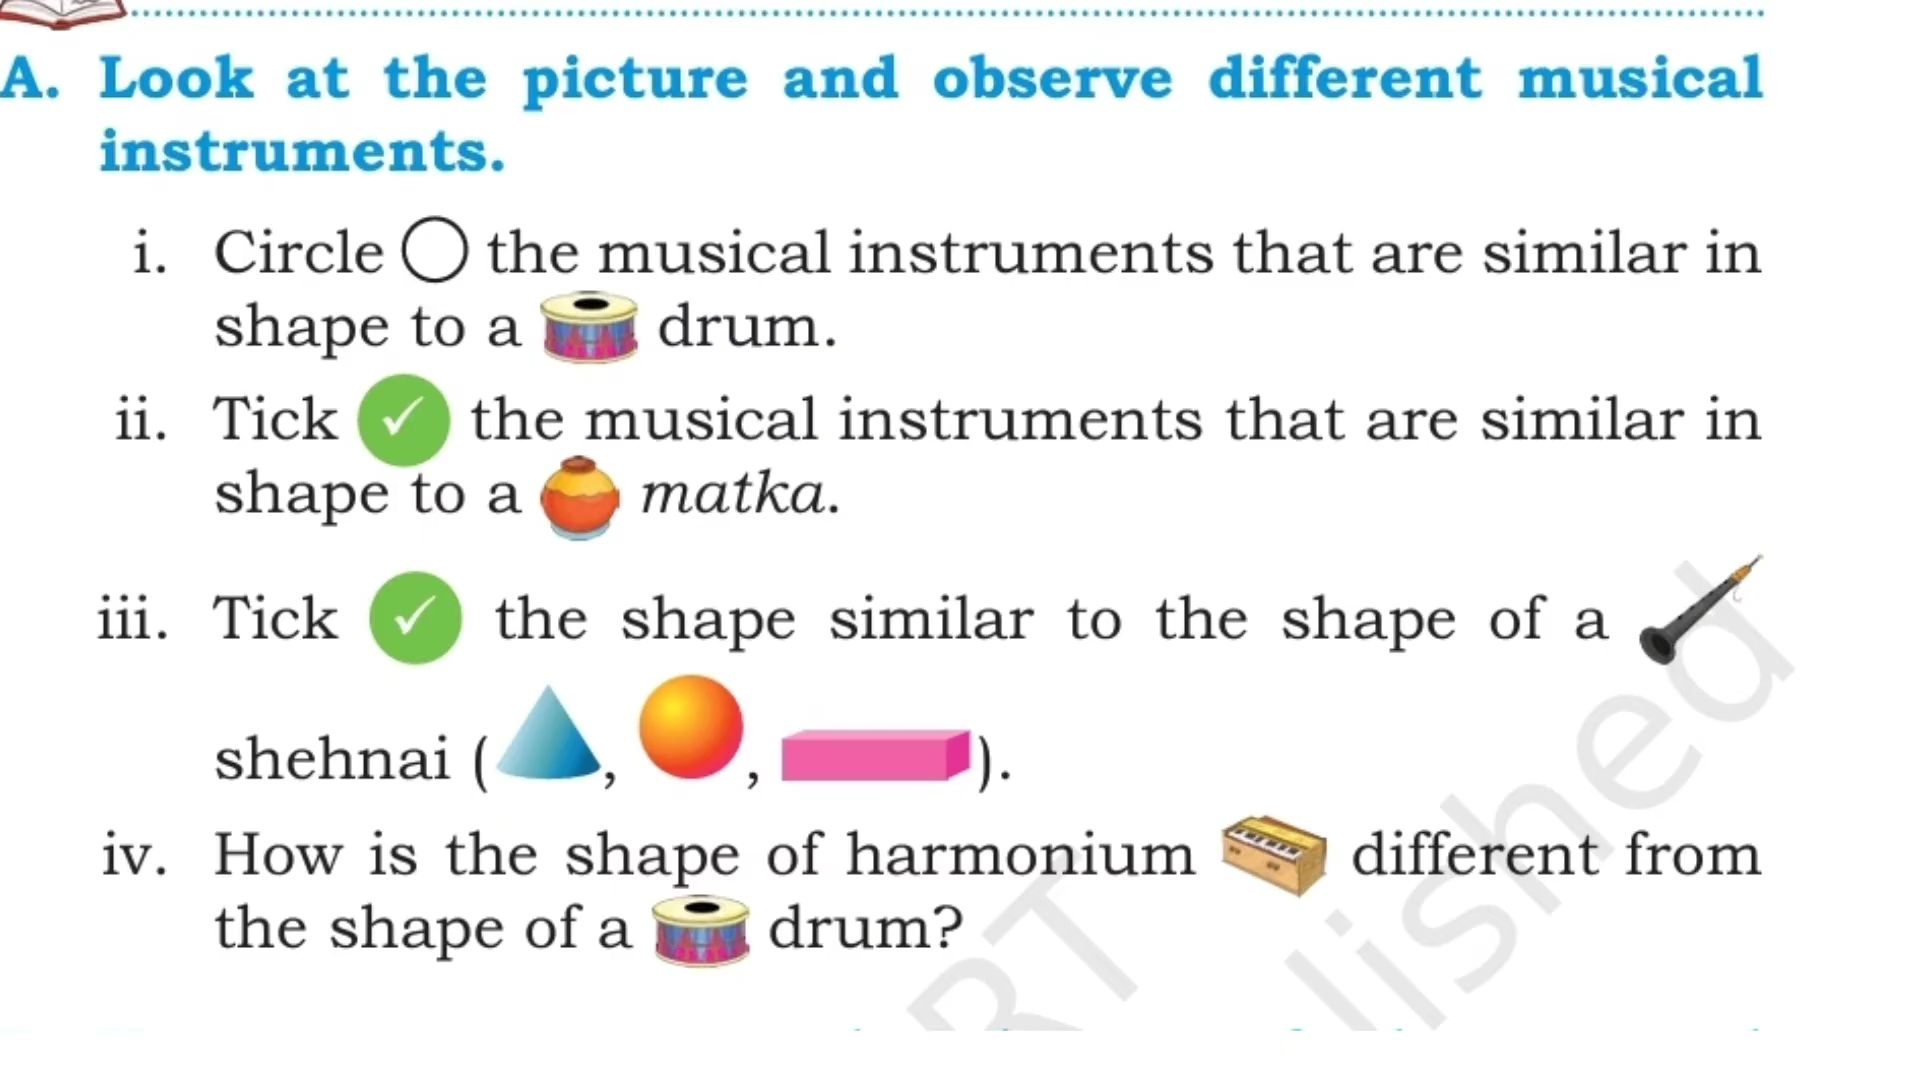 A. Look at the picture and observe different musical
instruments.
i. Circle the musical instruments that are similar in
shape to a drum.
ii. Tick ✓ the musical instruments that are similar in
shape to a matka.
iii. Tick ✓ the shape similar to the shape of a
shehnai ( , , ).
iv. How is the shape of harmonium different from
the shape of a drum?